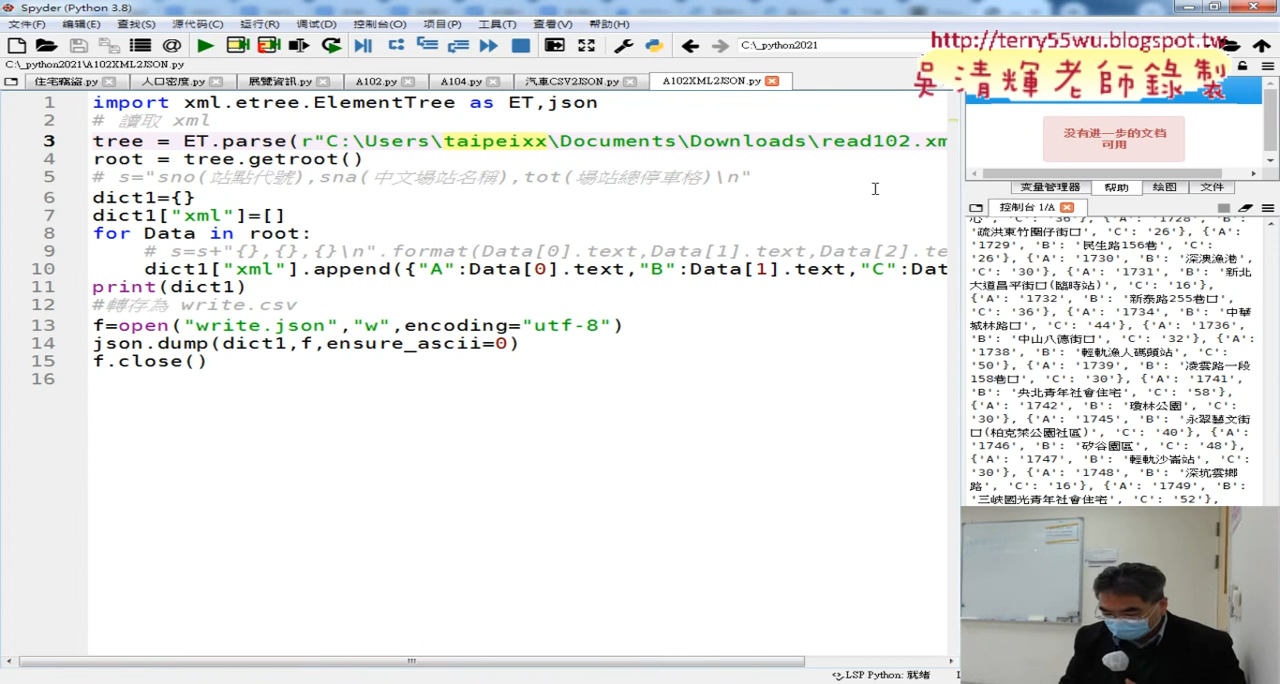 Spyder (Python 3.8)
文件(F) 编辑(E) 查找(S) 源代码(C) 运行(R) 调试(D) 控制台(O) 项目(P) 工具(T) 查看(V) 帮助(H)
C:\_python2021
http://terry55wu.blogspot.tw
吳清輝老師錄製
C:\_python2021\A102XML2JSON.py
住宅竊盜.py 人口密度.py 展覽資訊.py A102.py A104.py 汽車CSV2JSON.py A102XML2JSON.py
1 import xml.etree.ElementTree as ET,json
2 # 讀取 xml
3 tree = ET.parse(r"C:\Users\taipeixx\Documents\Downloads\read102.xm
4 root = tree.getroot()
5 # s="sno(站點代號),sna(中文場站名稱),tot(場站總停車格)\n"
6 dict1={}
7 dict1["xml"]=[]
8 for Data in root:
9 # s=s+"{},{},{}\n".format(Data[0].text,Data[1].text,Data[2].te
10 dict1["xml"].append({"A":Data[0].text,"B":Data[1].text,"C":Dat
11 print(dict1)
12 #轉存為 write.csv
13 f=open("write.json","w",encoding="utf-8")
14 json.dump(dict1,f,ensure_ascii=0)
15 f.close()
16
没有进一步的文档
可用
变量管理器 帮助 绘图 文件
控制台 1/A
心', 'C': '36'}, {'A': '1728', 'B':
'疏洪東竹圍仔街口', 'C': '26'}, {'A':
'1729', 'B': '民生路156巷', 'C':
'26'}, {'A': '1730', 'B': '深澳漁港',
'C': '30'}, {'A': '1731', 'B': '新北
大道昌平街口(臨時站)', 'C': '16'},
{'A': '1732', 'B': '新泰路255巷口',
'C': '36'}, {'A': '1734', 'B': '中華
城林路口', 'C': '44'}, {'A': '1736',
'B': '中山八德街口', 'C': '32'}, {'A':
'1738', 'B': '輕軌漁人碼頭站', 'C':
'50'}, {'A': '1739', 'B': '凌雲路一段
158巷口', 'C': '30'}, {'A': '1741',
'B': '央北青年社會住宅', 'C': '58'},
{'A': '1742', 'B': '瓊林公園', 'C':
'30'}, {'A': '1745', 'B': '永翠藝文街
口(柏克萊公園社區)', 'C': '40'}, {'A':
'1746', 'B': '矽谷園區', 'C': '48'},
{'A': '1747', 'B': '輕軌沙崙站', 'C':
'30'}, {'A': '1748', 'B': '深坑雲鄉
路', 'C': '16'}, {'A': '1749', 'B':
'三峽國光青年社會住宅', 'C': '52'},
LSP Python: 就绪